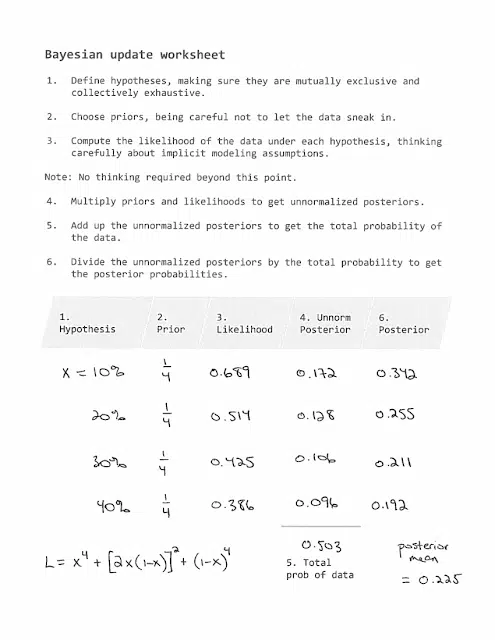 Bayesian update worksheet
1. Define hypotheses, making sure they are mutually exclusive and
collectively exhaustive.
2. Choose priors, being careful not to let the data sneak in.
3. Compute the likelihood of the data under each hypothesis, thinking
carefully about implicit modeling assumptions.
Note: No thinking required beyond this point.
4. Multiply priors and likelihoods to get unnormalized posteriors.
5. Add up the unnormalized posteriors to get the total probability of
the data.
6. Divide the unnormalized posteriors by the total probability to get
the posterior probabilities.
1. 2. 3. 4. Unnorm 6.
Hypothesis Prior Likelihood Posterior Posterior
x = 10% 1/4 0.689 0.172 0.342
20% 1/4 0.514 0.128 0.255
30% 1/4 0.425 0.106 0.211
40% 1/4 0.386 0.096 0.192
0.503 posterior
L = x⁴ + [2x(1-x)]² + (1-x)⁴ 5. Total mean
prob of data = 0.225